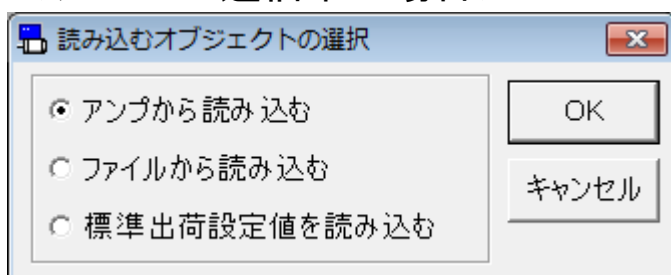 読み込むオブジェクトの選択
アンプから読み込む
OK
ファイルから読み込む
キャンセル
標準出荷設定値を読み込む